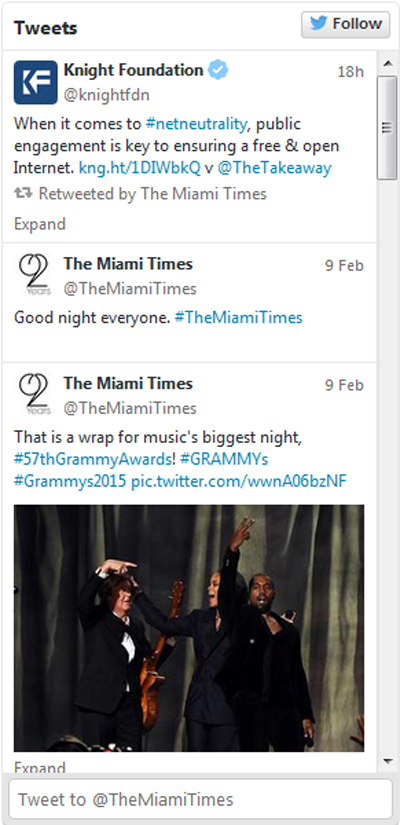 Tweets
Follow
Knight Foundation
18h
@knightfdn
When it comes to #netneutrality, public
engagement is key to ensuring a free & open
Internet. kng.ht/1DIWbkQ v @TheTakeaway
Retweeted by The Miami Times
Expand
92
Years
The Miami Times
9 Feb
@TheMiamiTimes
Good night everyone. #TheMiamiTimes
92
Years
The Miami Times
9 Feb
@TheMiamiTimes
That is a wrap for music's biggest night,
#57thGrammyAwards! #GRAMMYs
#Grammys2015 pic.twitter.com/wwnA06bzNF
Expand
Tweet to @TheMiamiTimes